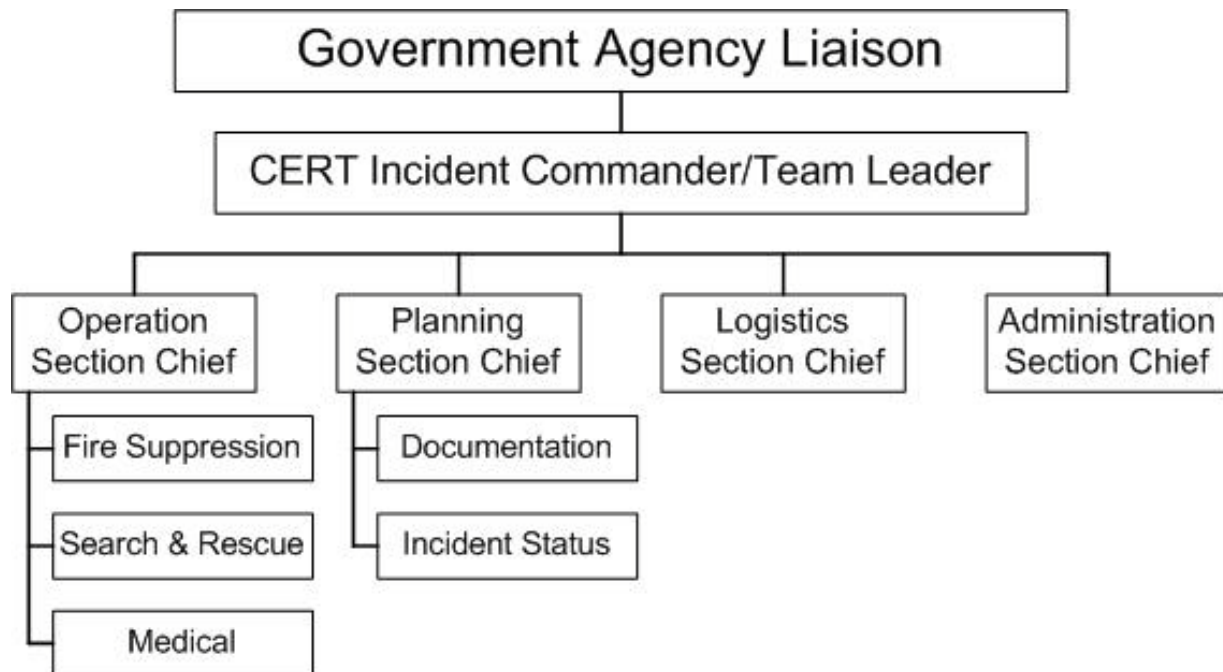 Government Agency Liaison
CERT Incident Commander/Team Leader
Operation
Section Chief
Planning
Section Chief
Logistics
Section Chief
Administration
Section Chief
Fire Suppression
Documentation
Search & Rescue
Incident Status
Medical